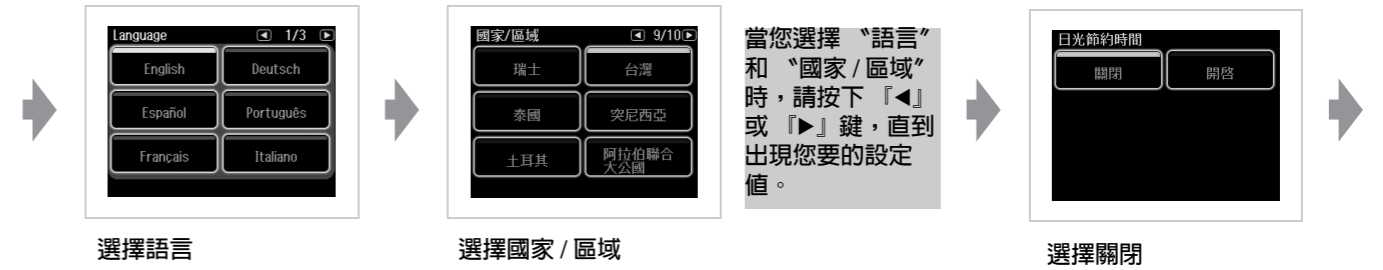 Language ◀ 1/3 ▶
English Deutsch
Español Português
Français Italiano
選擇語言
國家/區域 ◀ 9/10▶
瑞士 台灣
泰國 突尼西亞
土耳其 阿拉伯聯合
大公國
選擇國家 / 區域
當您選擇 〝語言〞
和 〝國家 / 區域〞
時，請按下 『◀』
或 『▶』鍵，直到
出現您要的設定
值。
日光節約時間
關閉 開啓
選擇關閉